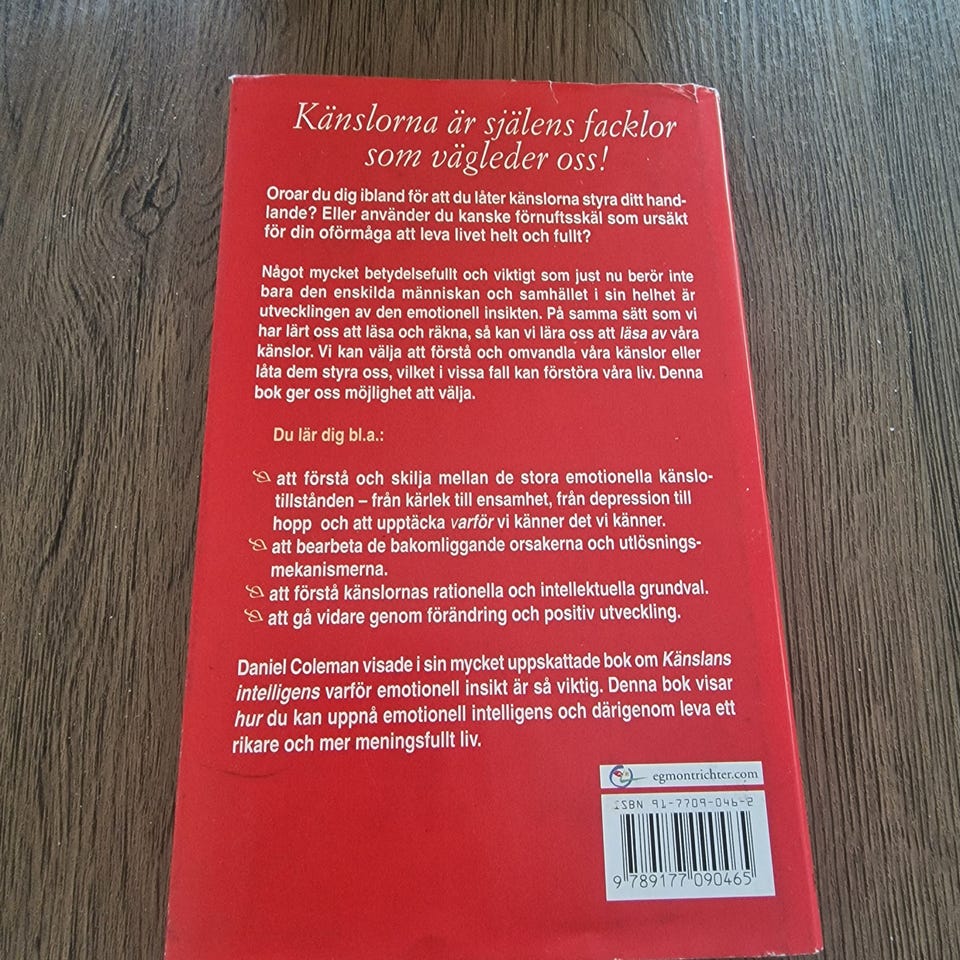 Känslorna är själens facklor
som vägleder oss!
Oroar du dig ibland för att du låter känslorna styra ditt hand-
lande? Eller använder du kanske förnuftsskäl som ursäkt
för din oförmåga att leva livet helt och fullt?
Något mycket betydelsefullt och viktigt som just nu berör inte
bara den enskilda människan och samhället i sin helhet är
utvecklingen av den emotionell insikten. På samma sätt som vi
har lärt oss att läsa och räkna, så kan vi lära oss att läsa av våra
känslor. Vi kan välja att förstå och omvandla våra känslor eller
låta dem styra oss, vilket i vissa fall kan förstöra våra liv. Denna
bok ger oss möjlighet att välja.
Du lär dig bl.a.:
att förstå och skilja mellan de stora emotionella känslo-
tillstånden – från kärlek till ensamhet, från depression till
hopp och att upptäcka varför vi känner det vi känner.
att bearbeta de bakomliggande orsakerna och utlösnings-
mekanismerna.
att förstå känslornas rationella och intellektuella grundval.
att gå vidare genom förändring och positiv utveckling.
Daniel Coleman visade i sin mycket uppskattade bok om Känslans
intelligens varför emotionell insikt är så viktig. Denna bok visar
hur du kan uppnå emotionell intelligens och därigenom leva ett
rikare och mer meningsfullt liv.
egmontrichter.com
ISBN 91-7709-046-2
9 789177 090465